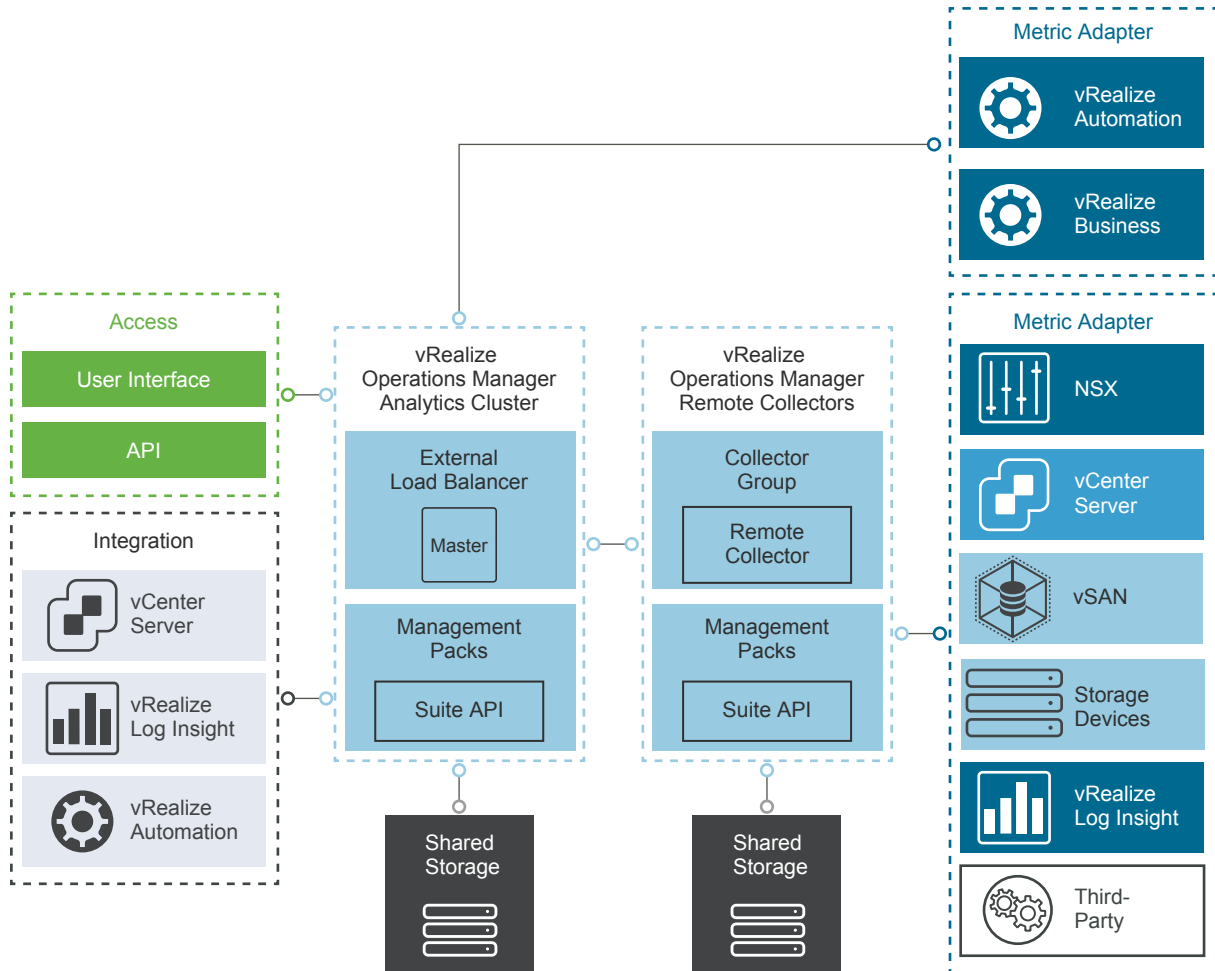 Metric Adapter
vRealize
Automation
vRealize
Business
Access
User Interface
API
Integration
vCenter
Server
vRealize
Log Insight
vRealize
Automation
vRealize
Operations Manager
Analytics Cluster
External
Load Balancer
Master
Management
Packs
Suite API
Shared
Storage
vRealize
Operations Manager
Remote Collectors
Collector
Group
Remote
Collector
Management
Packs
Suite API
Shared
Storage
Metric Adapter
NSX
vCenter
Server
vSAN
Storage
Devices
vRealize
Log Insight
Third-
Party